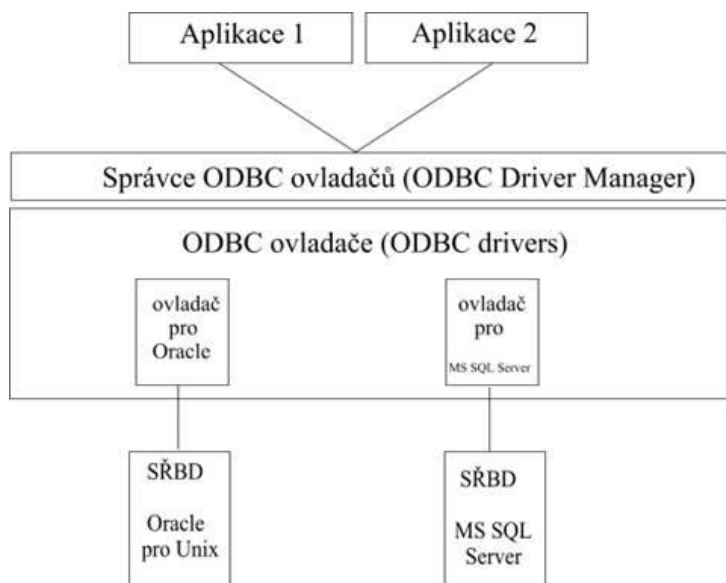 Aplikace 1
Aplikace 2
Správce ODBC ovladačů (ODBC Driver Manager)
ODBC ovladače (ODBC drivers)
ovladač
pro
Oracle
ovladač
pro
MS SQL Server
SŘBD
Oracle
pro Unix
SŘBD
MS SQL
Server